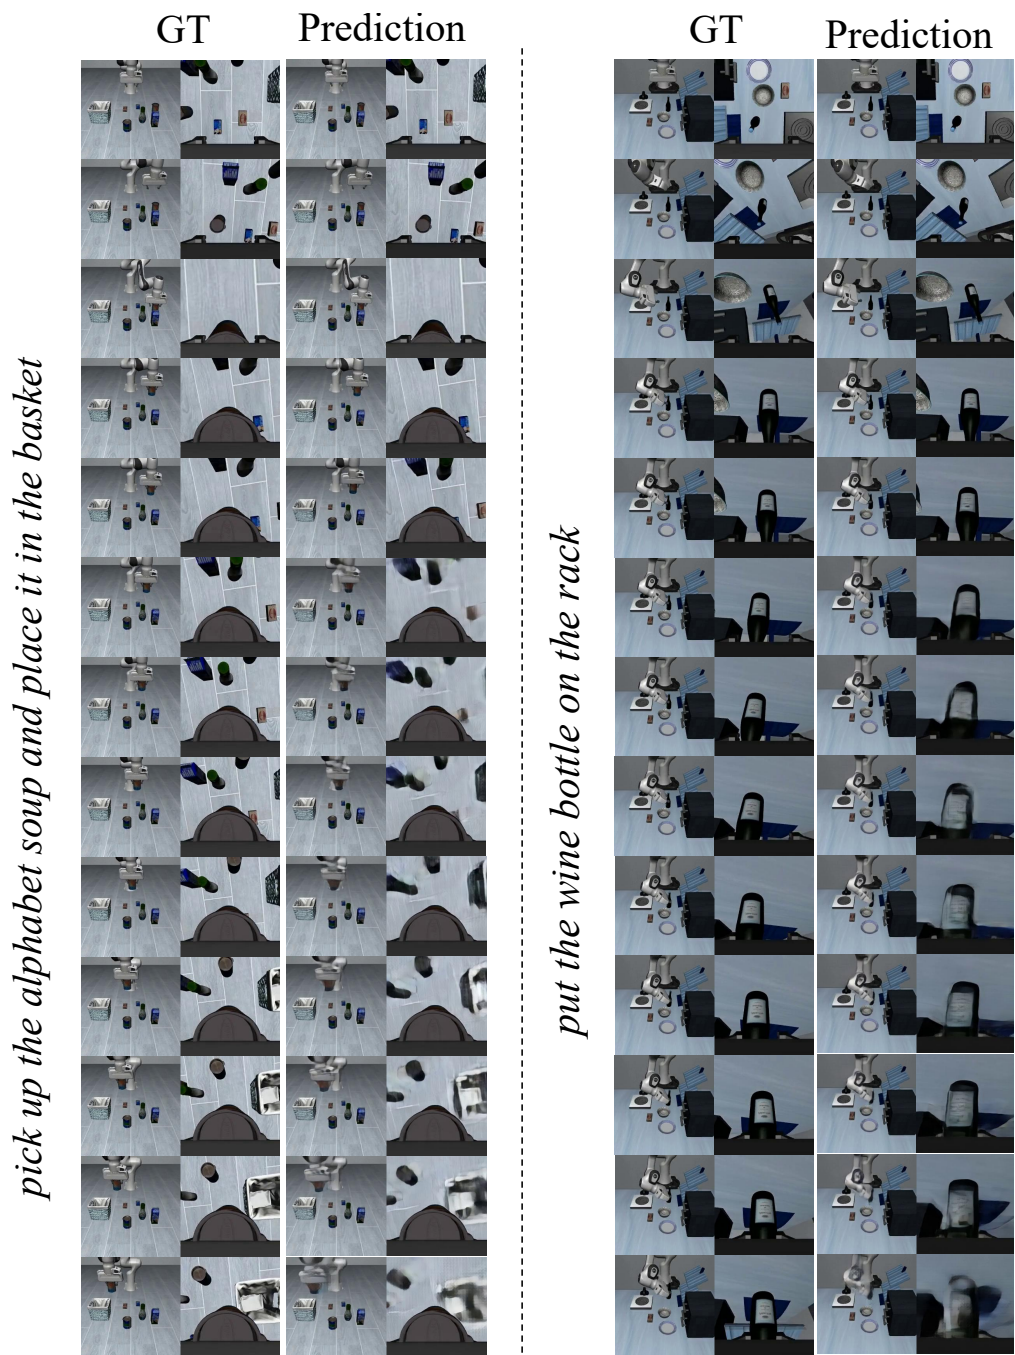 GT
Prediction
pick up the alphabet soup and place it in the basket
GT
Prediction
put the wine bottle on the rack